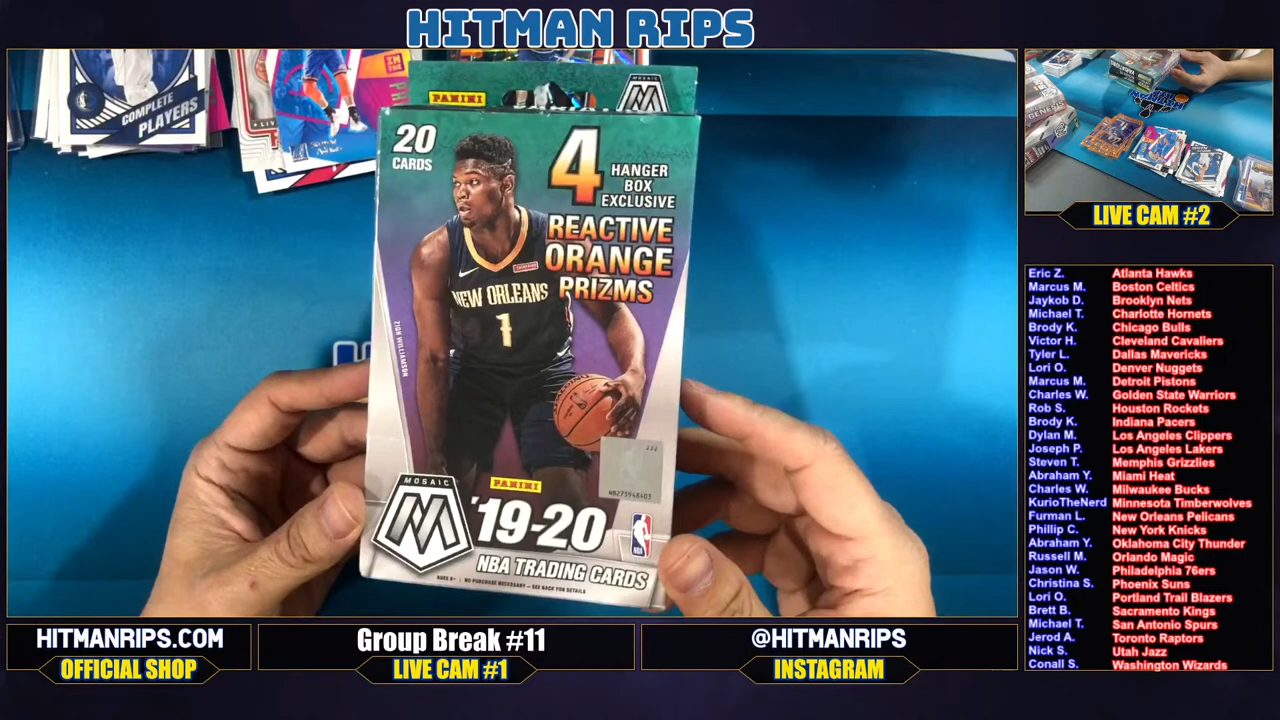 HITMAN RIPS
COMPLETE
PLAYERS
IN THE
PANINI
MOSAIC
20
CARDS
4
HANGER
BOX
EXCLUSIVE
REACTIVE
ORANGE
PRIZMS
NEW ORLEANS
1
ZION WILLIAMSON
MOSAIC
PANINI
'19-20
NBA TRADING CARDS
NBA
HITMANRIPS.COM
OFFICIAL SHOP
Group Break #11
LIVE CAM #1
@HITMANRIPS
INSTAGRAM
GENESIS
LIVE CAM #2
Eric Z. Atlanta Hawks
Marcus M. Boston Celtics
Jaykob D. Brooklyn Nets
Michael T. Charlotte Hornets
Brody K. Chicago Bulls
Victor H. Cleveland Cavaliers
Tyler L. Dallas Mavericks
Lori O. Denver Nuggets
Marcus M. Detroit Pistons
Charles W. Golden State Warriors
Rob S. Houston Rockets
Brody K. Indiana Pacers
Dylan M. Los Angeles Clippers
Joseph P. Los Angeles Lakers
Steven T. Memphis Grizzlies
Abraham Y. Miami Heat
Charles W. Milwaukee Bucks
KurioTheNerd Minnesota Timberwolves
Furman L. New Orleans Pelicans
Phillip C. New York Knicks
Abraham Y. Oklahoma City Thunder
Russell M. Orlando Magic
Jason W. Philadelphia 76ers
Christina S. Phoenix Suns
Lori O. Portland Trail Blazers
Brett B. Sacramento Kings
Michael T. San Antonio Spurs
Jerod A. Toronto Raptors
Nick S. Utah Jazz
Conall S. Washington Wizards